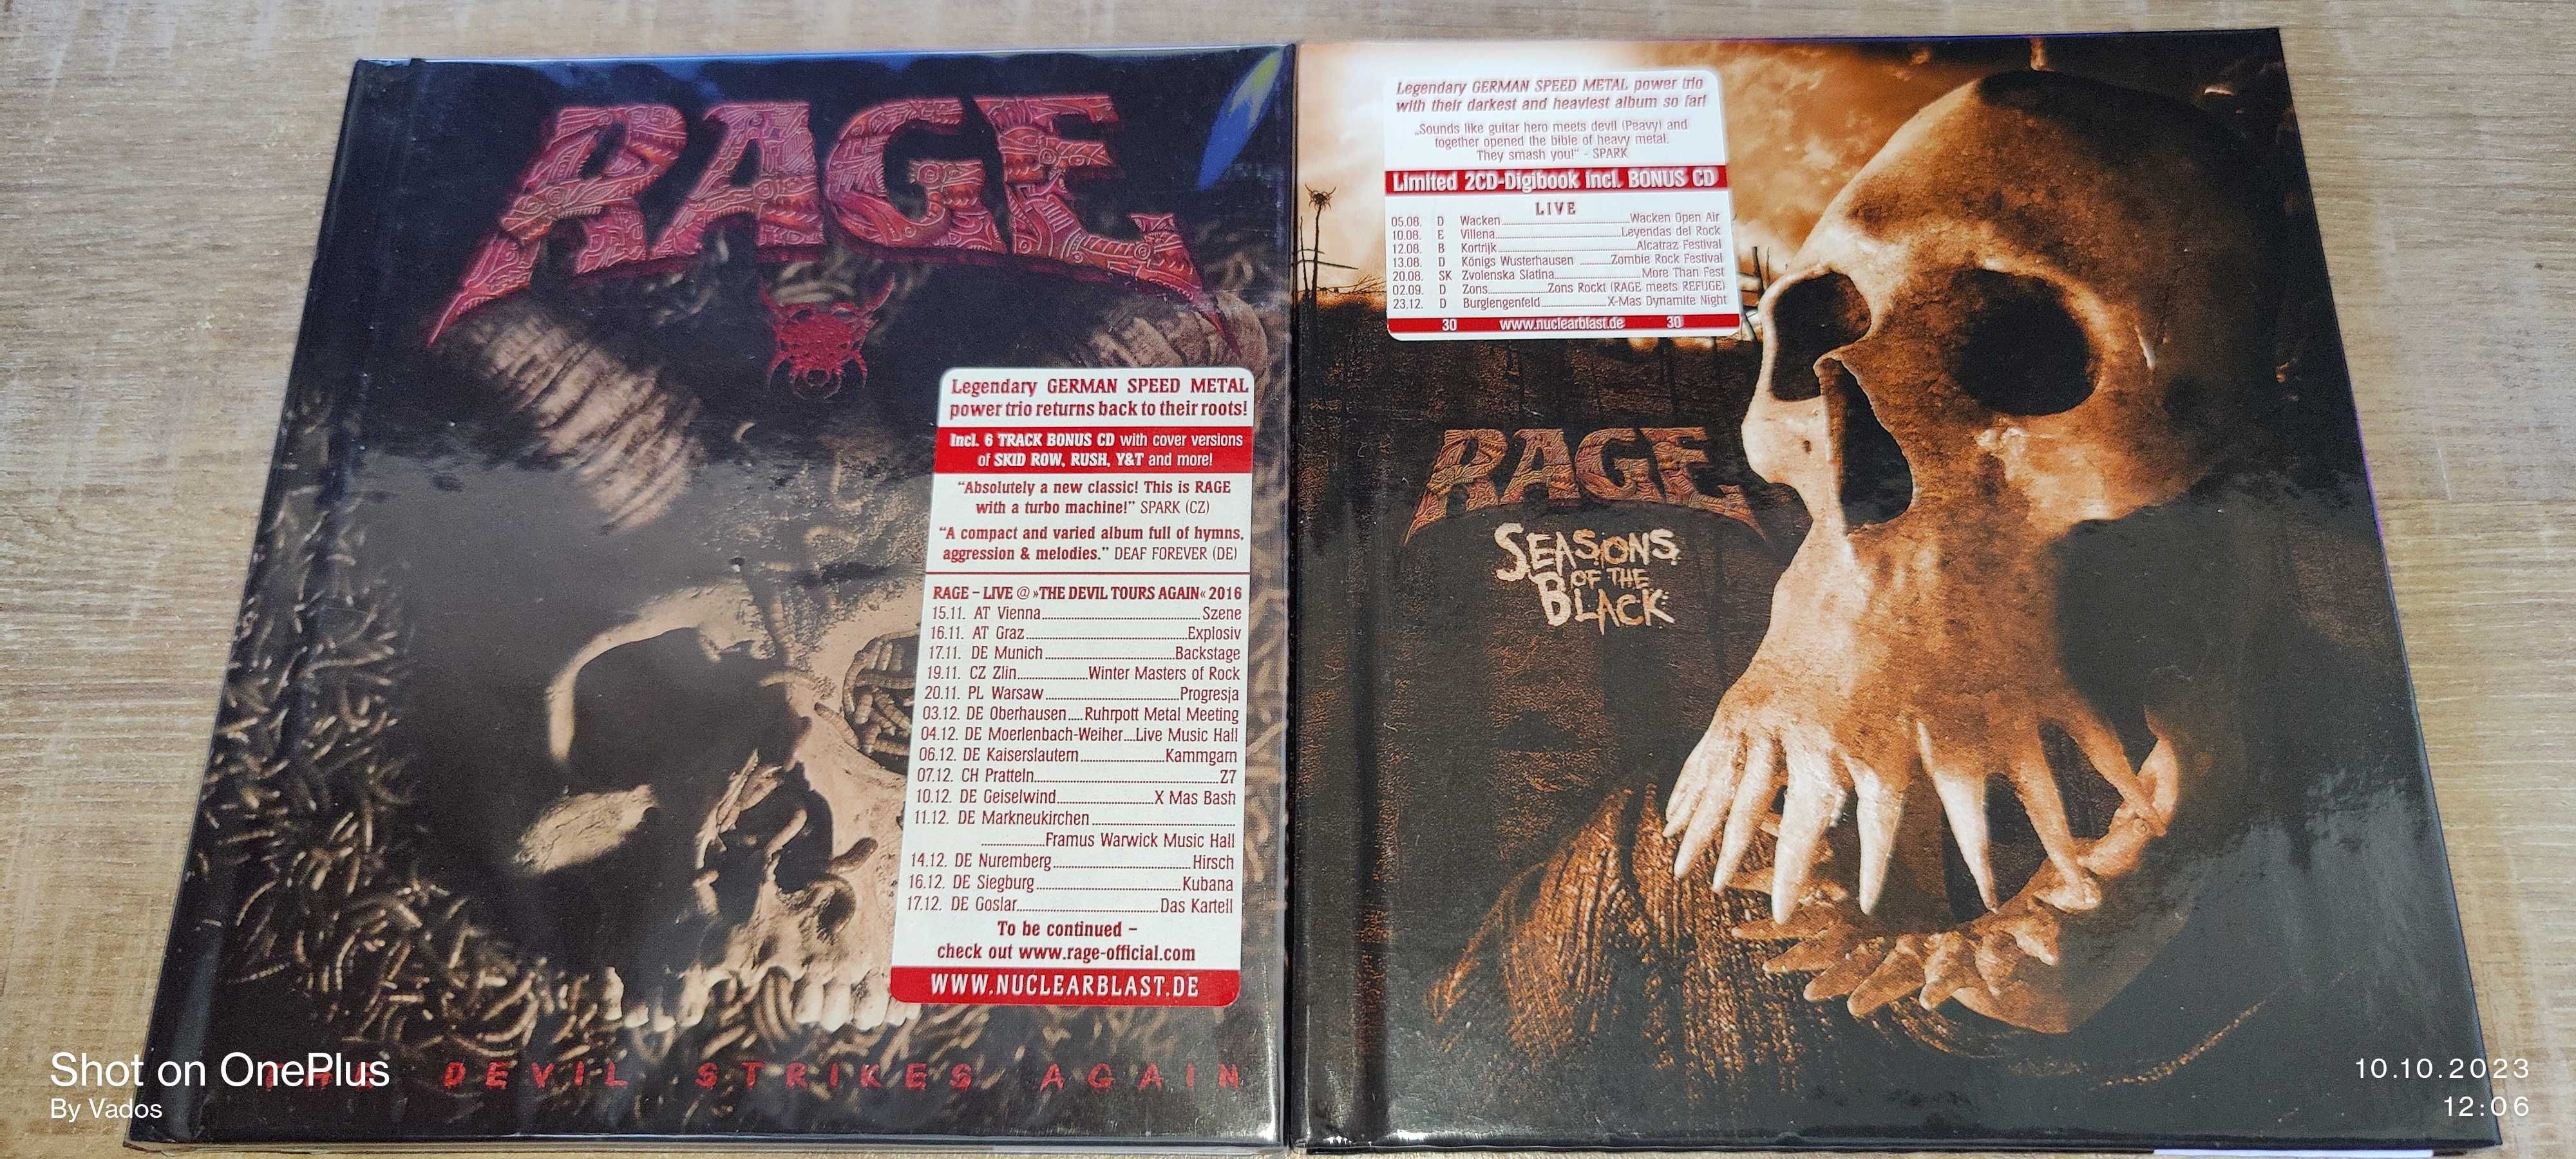 RAGE
Legendary GERMAN SPEED METAL
power trio returns back to their roots!
Incl. 6 TRACK BONUS CD with cover versions
of SKID ROW, RUSH, Y&T and more!
“Absolutely a new classic! This is RAGE
with a turbo machine!” SPARK (CZ)
“A compact and varied album full of hymns,
aggression & melodies.” DEAF FOREVER (DE)
RAGE – LIVE @ »THE DEVIL TOURS AGAIN« 2016
15.11. AT Vienna Szene
16.11. AT Graz Explosiv
17.11. DE Munich Backstage
19.11. CZ Zlin Winter Masters of Rock
20.11. PL Warsaw Progresja
03.12. DE Oberhausen Ruhrpott Metal Meeting
04.12. DE Moerlenbach-Weiher Live Music Hall
06.12. DE Kaiserslautern Kammgarn
07.12. CH Pratteln Z7
10.12. DE Geiselwind X Mas Bash
11.12. DE Markneukirchen
Framus Warwick Music Hall
14.12. DE Nuremberg Hirsch
16.12. DE Siegburg Kubana
17.12. DE Goslar Das Kartell
To be continued –
check out www.rage-official.com
WWW.NUCLEARBLAST.DE
THE DEVIL STRIKES AGAIN
Legendary GERMAN SPEED METAL power trio
with their darkest and heaviest album so far!
„Sounds like guitar hero meets devil (Peavy) and
together opened the bible of heavy metal.
They smash you!“ - SPARK
Limited 2CD-Digibook incl. BONUS CD
LIVE
05.08. D Wacken Wacken Open Air
10.08. E Villena Leyendas del Rock
12.08. B Kortrijk Alcatraz Festival
13.08. D Königs Wusterhausen Zombie Rock Festival
20.08. SK Zvolenska Slatina More Than Fest
02.09. D Zons Zons Rockt (RAGE meets REFUGE)
23.12. D Burglengenfeld X-Mas Dynamite Night
30 www.nuclearblast.de 30
RAGE
SEASONS
OF THE
BLACK
Shot on OnePlus
By Vados
10.10.2023
12:06